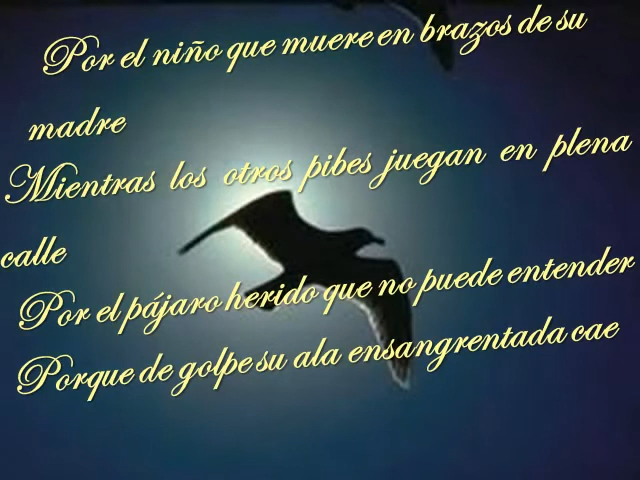 Por el niño que muere en brazos de su
madre
Mientras los otros pibes juegan en plena
calle
Por el pájaro herido que no puede entender
Porque de golpe su ala ensangrentada cae